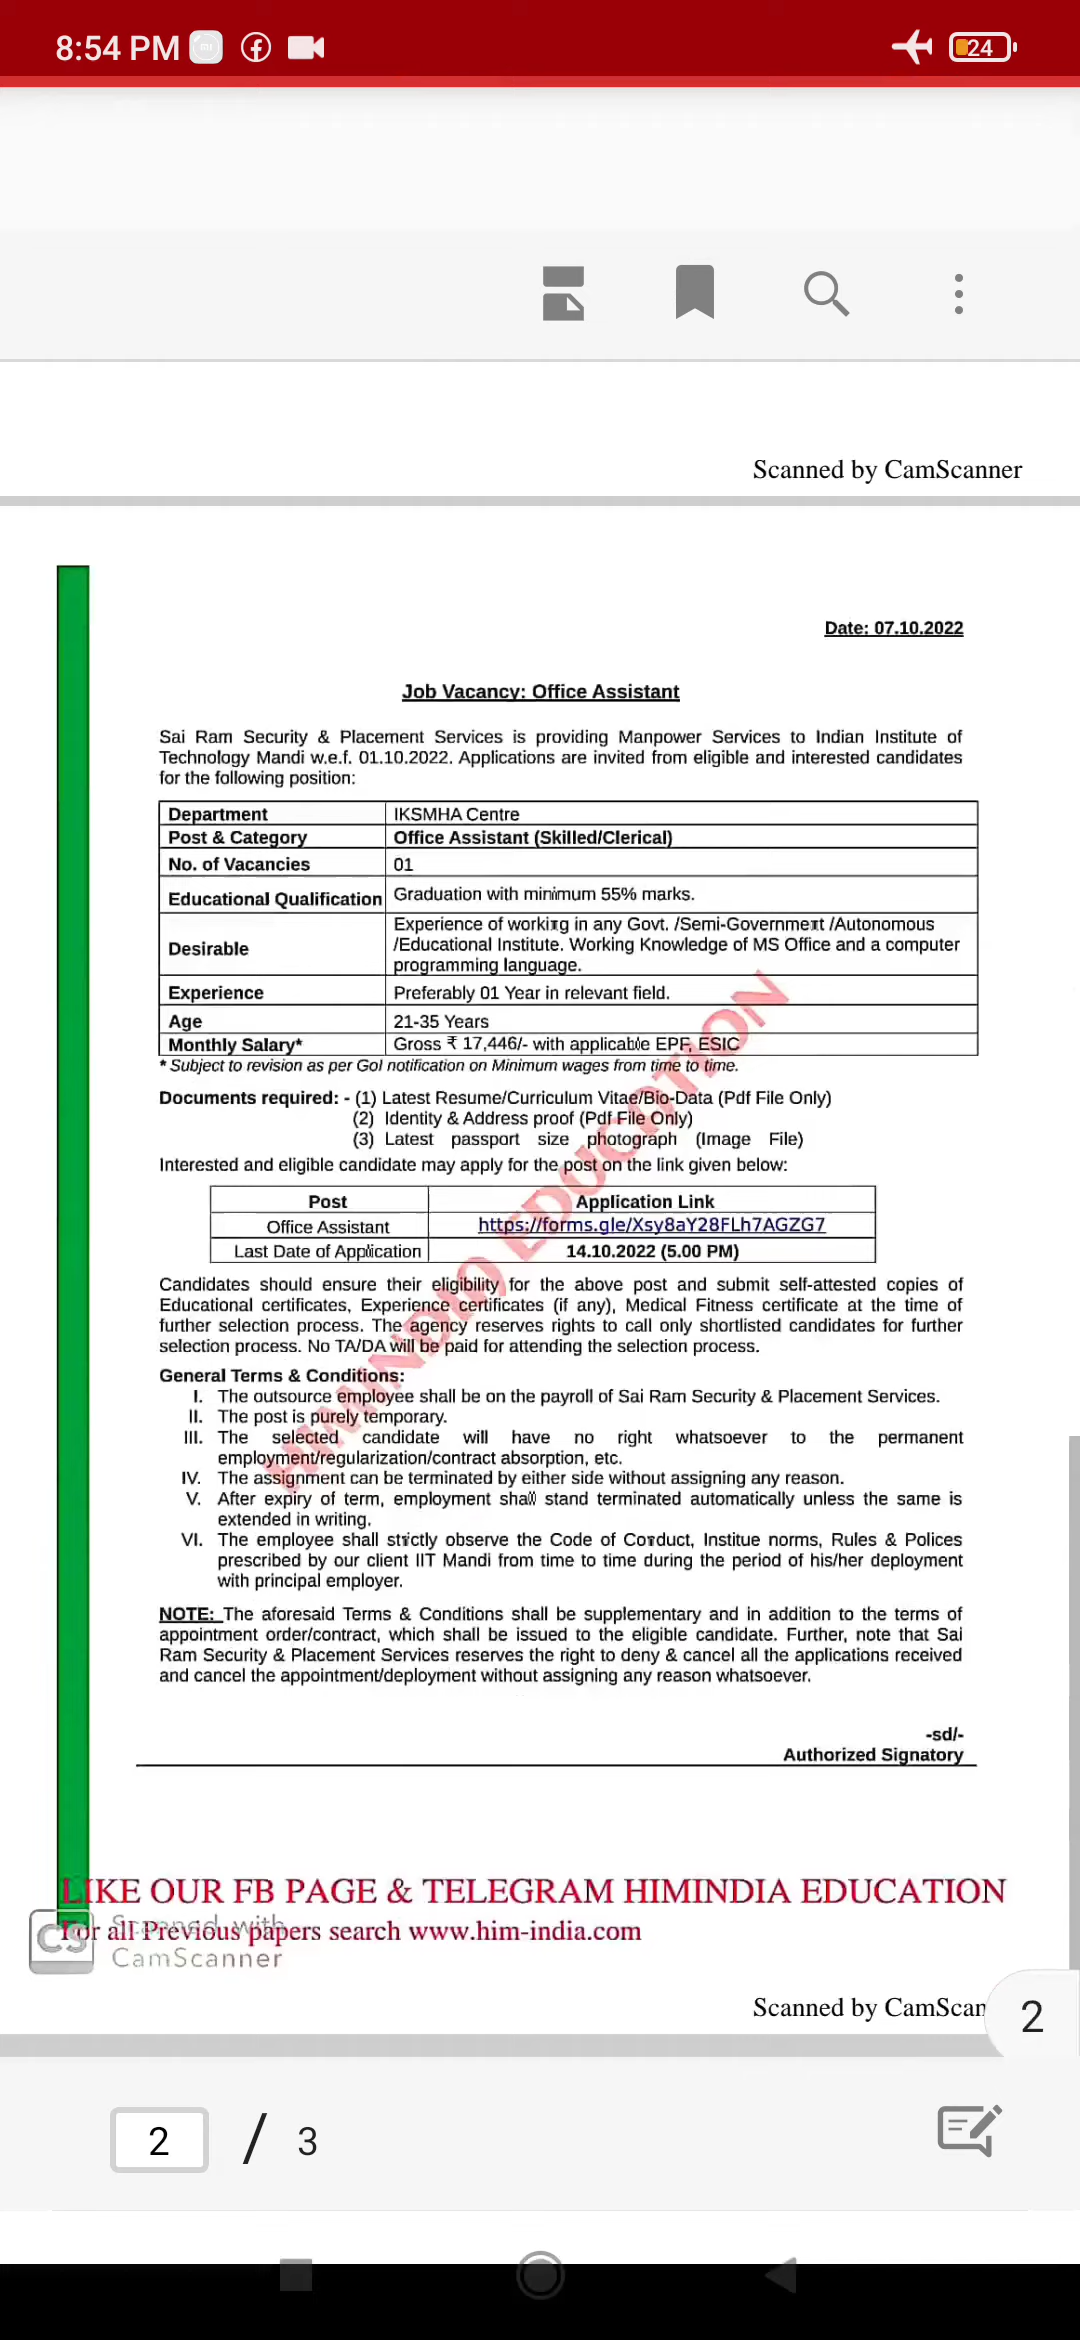 8:54 PM
24
Scanned by CamScanner
Date: 07.10.2022
Job Vacancy: Office Assistant
Sai Ram Security & Placement Services is providing Manpower Services to Indian Institute of
Technology Mandi w.e.f. 01.10.2022. Applications are invited from eligible and interested candidates
for the following position:
Department IKSMHA Centre
Post & Category Office Assistant (Skilled/Clerical)
No. of Vacancies 01
Educational Qualification Graduation with minimum 55% marks.
Desirable Experience of working in any Govt. /Semi-Government /Autonomous
/Educational Institute. Working Knowledge of MS Office and a computer
programming language.
Experience Preferably 01 Year in relevant field.
Age 21-35 Years
Monthly Salary* Gross ₹ 17,446/- with applicable EPF, ESIC
* Subject to revision as per GoI notification on Minimum wages from time to time.
Documents required: - (1) Latest Resume/Curriculum Vitae/Bio-Data (Pdf File Only)
(2) Identity & Address proof (Pdf File Only)
(3) Latest passport size photograph (Image File)
Interested and eligible candidate may apply for the post on the link given below:
Post Application Link
Office Assistant https://forms.gle/Xsy8aY28FLh7AGZG7
Last Date of Application 14.10.2022 (5.00 PM)
Candidates should ensure their eligibility for the above post and submit self-attested copies of
Educational certificates, Experience certificates (if any), Medical Fitness certificate at the time of
further selection process. The agency reserves rights to call only shortlisted candidates for further
selection process. No TA/DA will be paid for attending the selection process.
General Terms & Conditions:
I. The outsource employee shall be on the payroll of Sai Ram Security & Placement Services.
II. The post is purely temporary.
III. The selected candidate will have no right whatsoever to the permanent
employment/regularization/contract absorption, etc.
IV. The assignment can be terminated by either side without assigning any reason.
V. After expiry of term, employment shall stand terminated automatically unless the same is
extended in writing.
VI. The employee shall strictly observe the Code of Conduct, Institue norms, Rules & Polices
prescribed by our client IIT Mandi from time to time during the period of his/her deployment
with principal employer.
NOTE: The aforesaid Terms & Conditions shall be supplementary and in addition to the terms of
appointment order/contract, which shall be issued to the eligible candidate. Further, note that Sai
Ram Security & Placement Services reserves the right to deny & cancel all the applications received
and cancel the appointment/deployment without assigning any reason whatsoever.
-sd/-
Authorized Signatory
HIMINDIA EDUCATION
LIKE OUR FB PAGE & TELEGRAM HIMINDIA EDUCATION
For all Previous papers search www.him-india.com
CS Scanned with
CamScanner
Scanned by CamScan
2
2 / 3